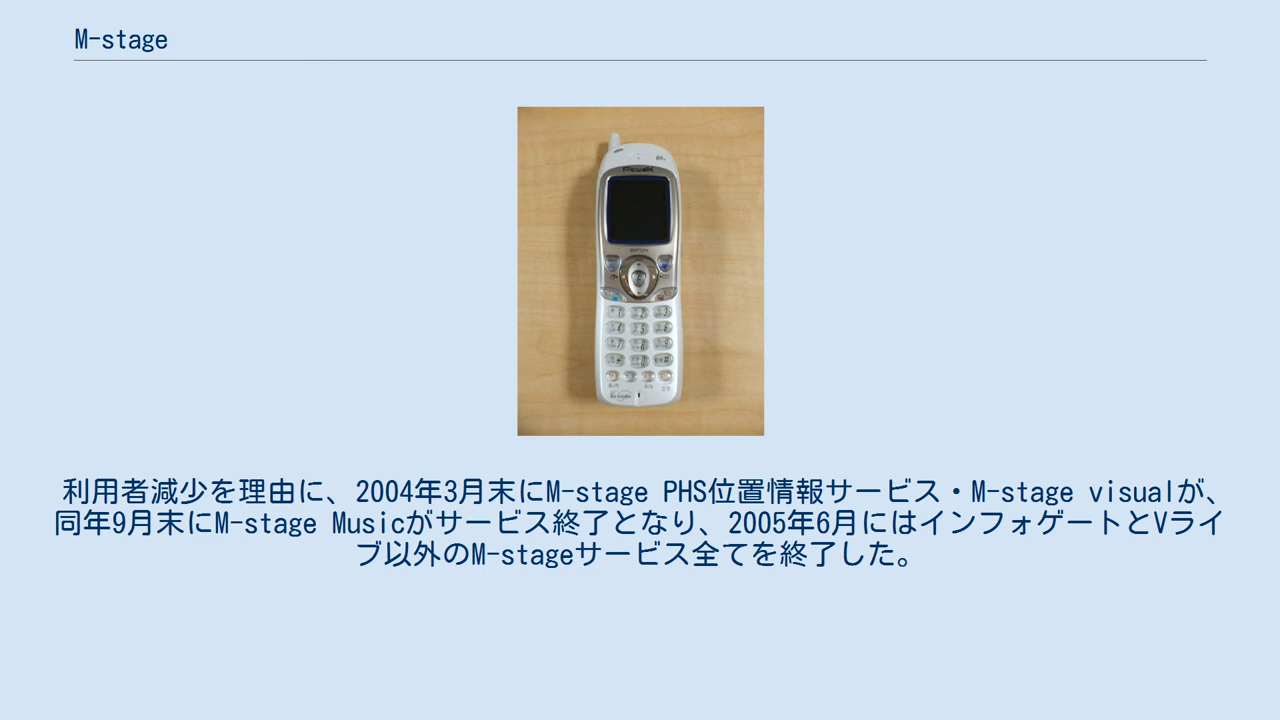 M-stage
利用者減少を理由に、2004年3月末にM-stage PHS位置情報サービス・M-stage visualが、
同年9月末にM-stage Musicがサービス終了となり、2005年6月にはインフォゲートとVライ
ブ以外のM-stageサービス全てを終了した。